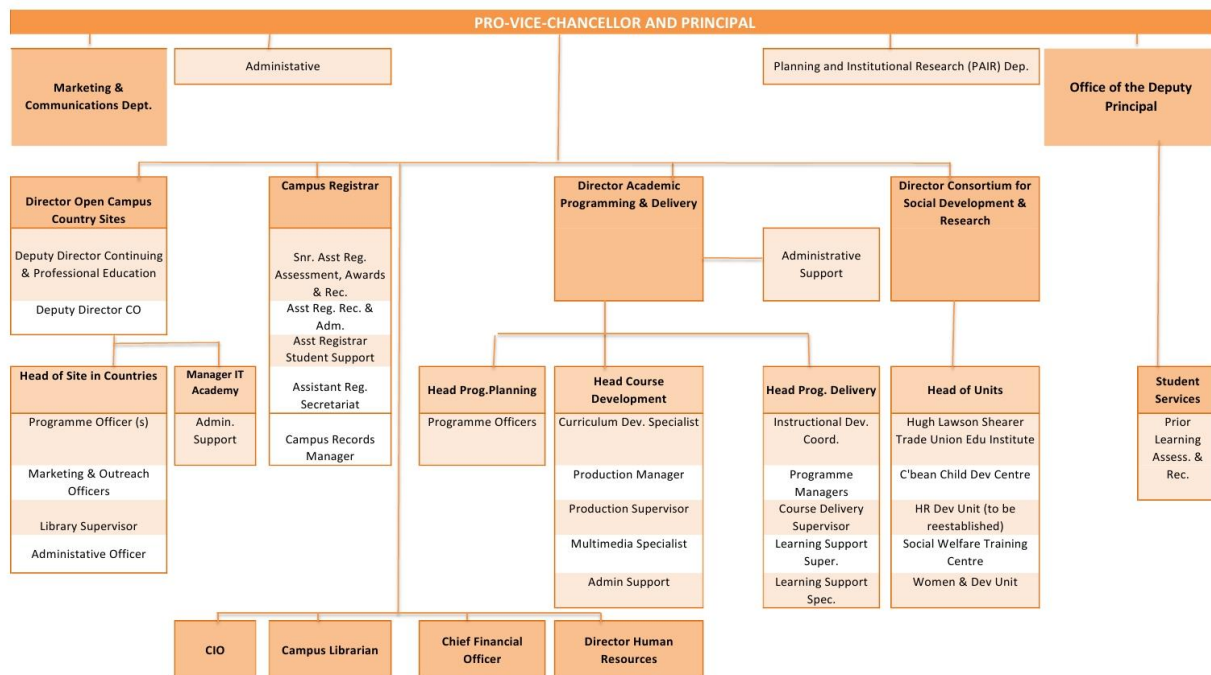 PRO-VICE-CHANCELLOR AND PRINCIPAL
Marketing &
Communications Dept.
Administative
Planning and Institutional Research (PAIR) Dep.
Office of the Deputy
Principal
Director Open Campus
Country Sites
Deputy Director Continuing
& Professional Education
Deputy Director CO
Campus Registrar
Snr. Asst Reg.
Assessment, Awards
& Rec.
Asst Reg. Rec. &
Adm.
Asst Registrar
Student Support
Assistant Reg.
Secretariat
Campus Records
Manager
Director Academic
Programming & Delivery
Administrative
Support
Director Consortium for
Social Development &
Research
Head of Site in Countries
Programme Officer (s)
Marketing & Outreach
Officers
Library Supervisor
Administative Officer
Manager IT
Academy
Admin.
Support
Head Prog.Planning
Programme Officers
Head Course
Development
Curriculum Dev. Specialist
Production Manager
Production Supervisor
Multimedia Specialist
Admin Support
Head Prog. Delivery
Instructional Dev.
Coord.
Programme
Managers
Course Delivery
Supervisor
Learning Support
Super.
Learning Support
Spec.
Head of Units
Hugh Lawson Shearer
Trade Union Edu Institute
C'bean Child Dev Centre
HR Dev Unit (to be
reestablished)
Social Welfare Training
Centre
Women & Dev Unit
Student
Services
Prior
Learning
Assess. &
Rec.
CIO
Campus Librarian
Chief Financial
Officer
Director Human
Resources